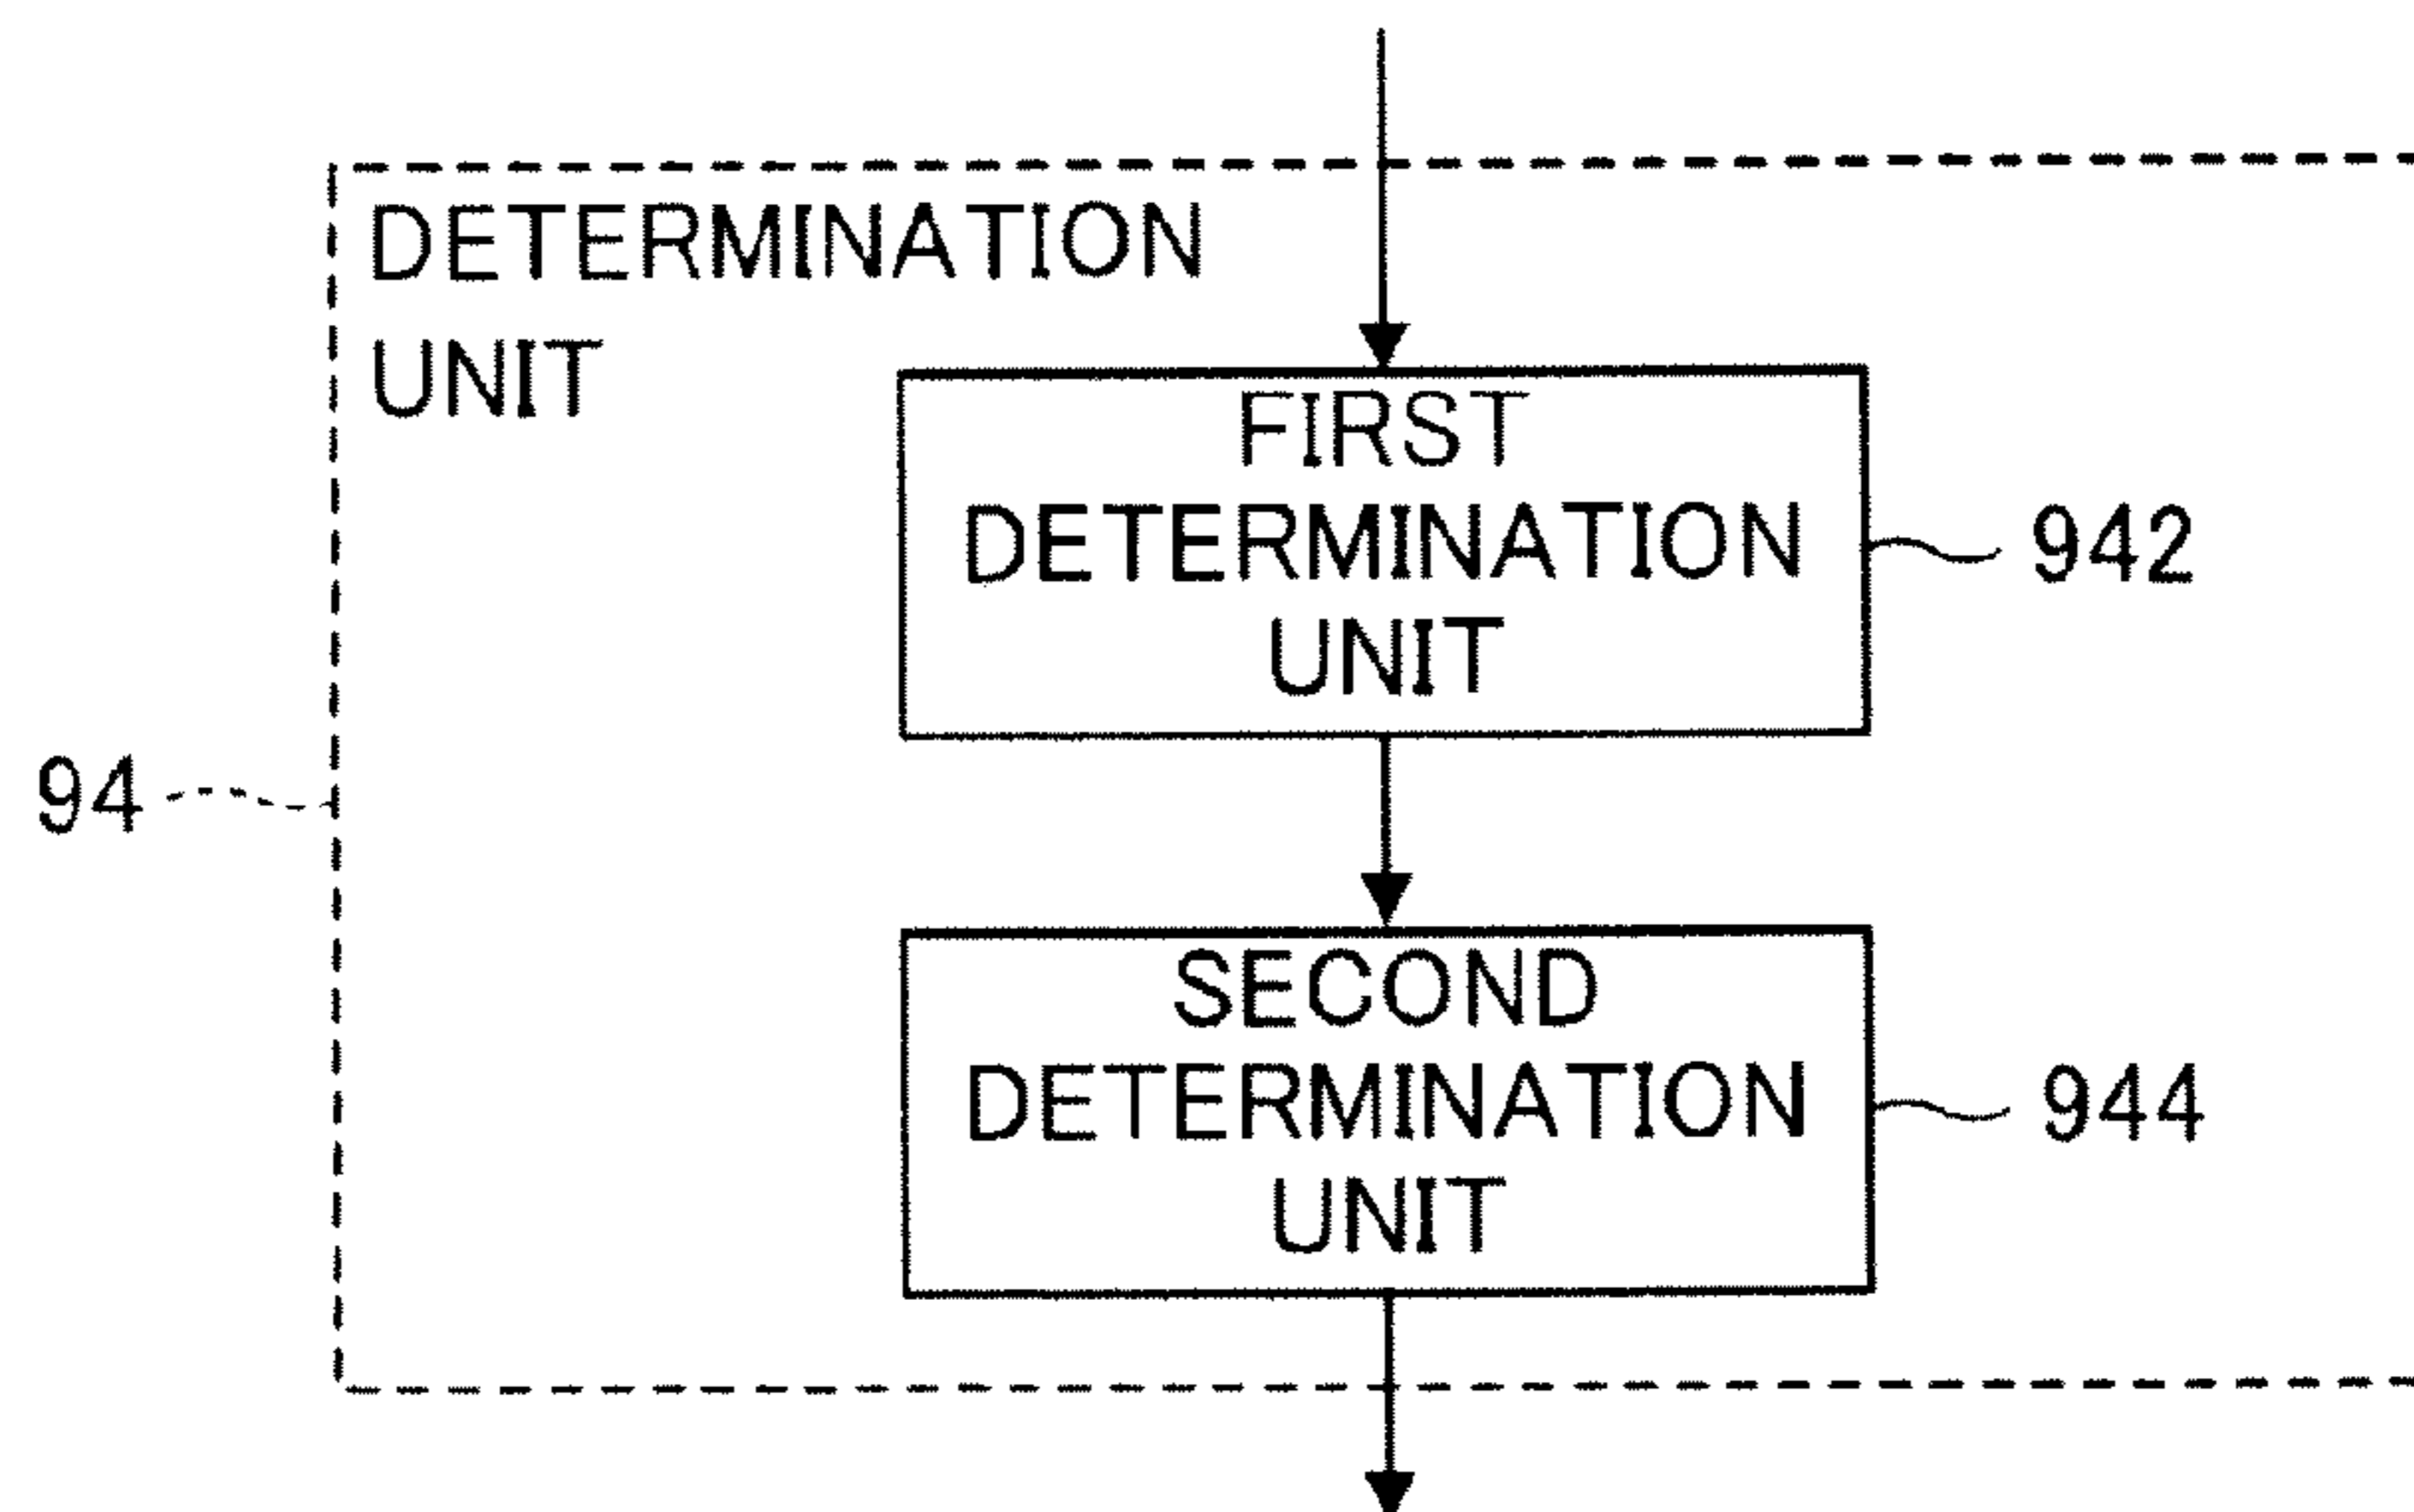 DETERMINATION
UNIT
FIRST
DETERMINATION
UNIT
942
94
SECOND
DETERMINATION
UNIT
944